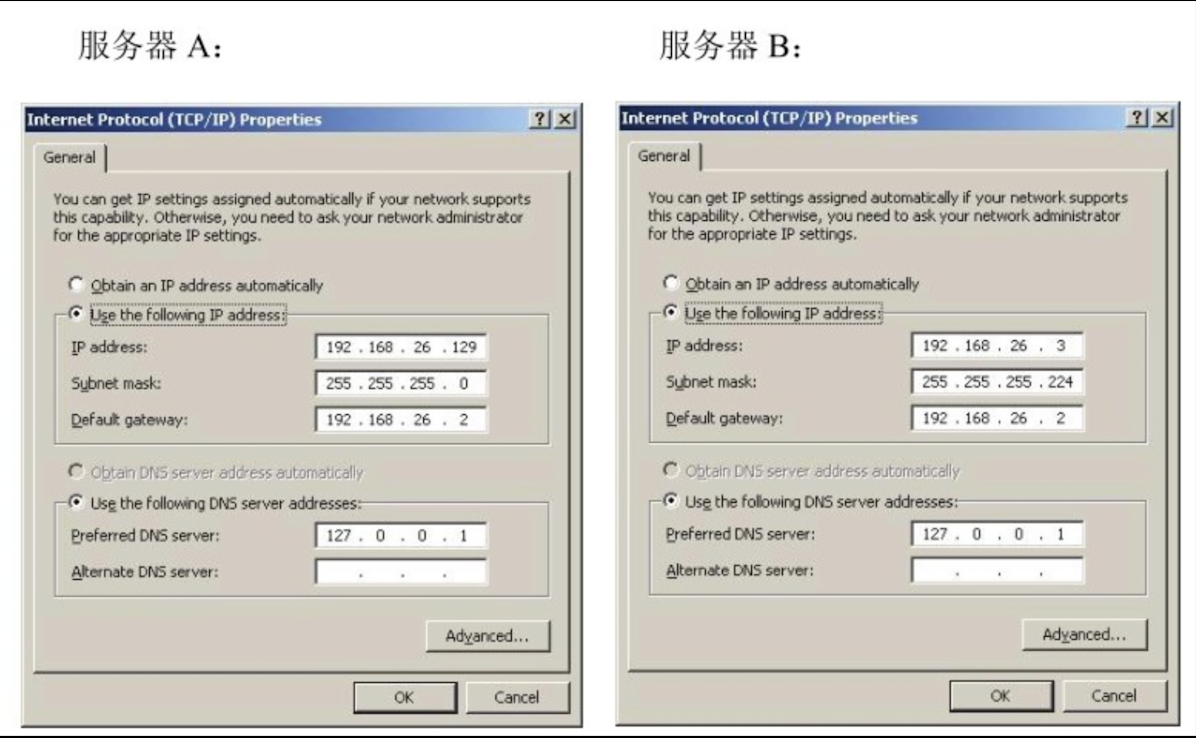 服务器 A：
服务器 B：
Internet Protocol (TCP/IP) Properties
General
You can get IP settings assigned automatically if your network supports
this capability. Otherwise, you need to ask your network administrator
for the appropriate IP settings.
Obtain an IP address automatically
Use the following IP address:
IP address: 192 . 168 . 26 . 129
Subnet mask: 255 . 255 . 255 . 0
Default gateway: 192 . 168 . 26 . 2
Obtain DNS server address automatically
Use the following DNS server addresses:
Preferred DNS server: 127 . 0 . 0 . 1
Alternate DNS server: . . .
Advanced...
OK Cancel
Internet Protocol (TCP/IP) Properties
General
You can get IP settings assigned automatically if your network supports
this capability. Otherwise, you need to ask your network administrator
for the appropriate IP settings.
Obtain an IP address automatically
Use the following IP address:
IP address: 192 . 168 . 26 . 3
Subnet mask: 255 . 255 . 255 . 224
Default gateway: 192 . 168 . 26 . 2
Obtain DNS server address automatically
Use the following DNS server addresses:
Preferred DNS server: 127 . 0 . 0 . 1
Alternate DNS server: . . .
Advanced...
OK Cancel